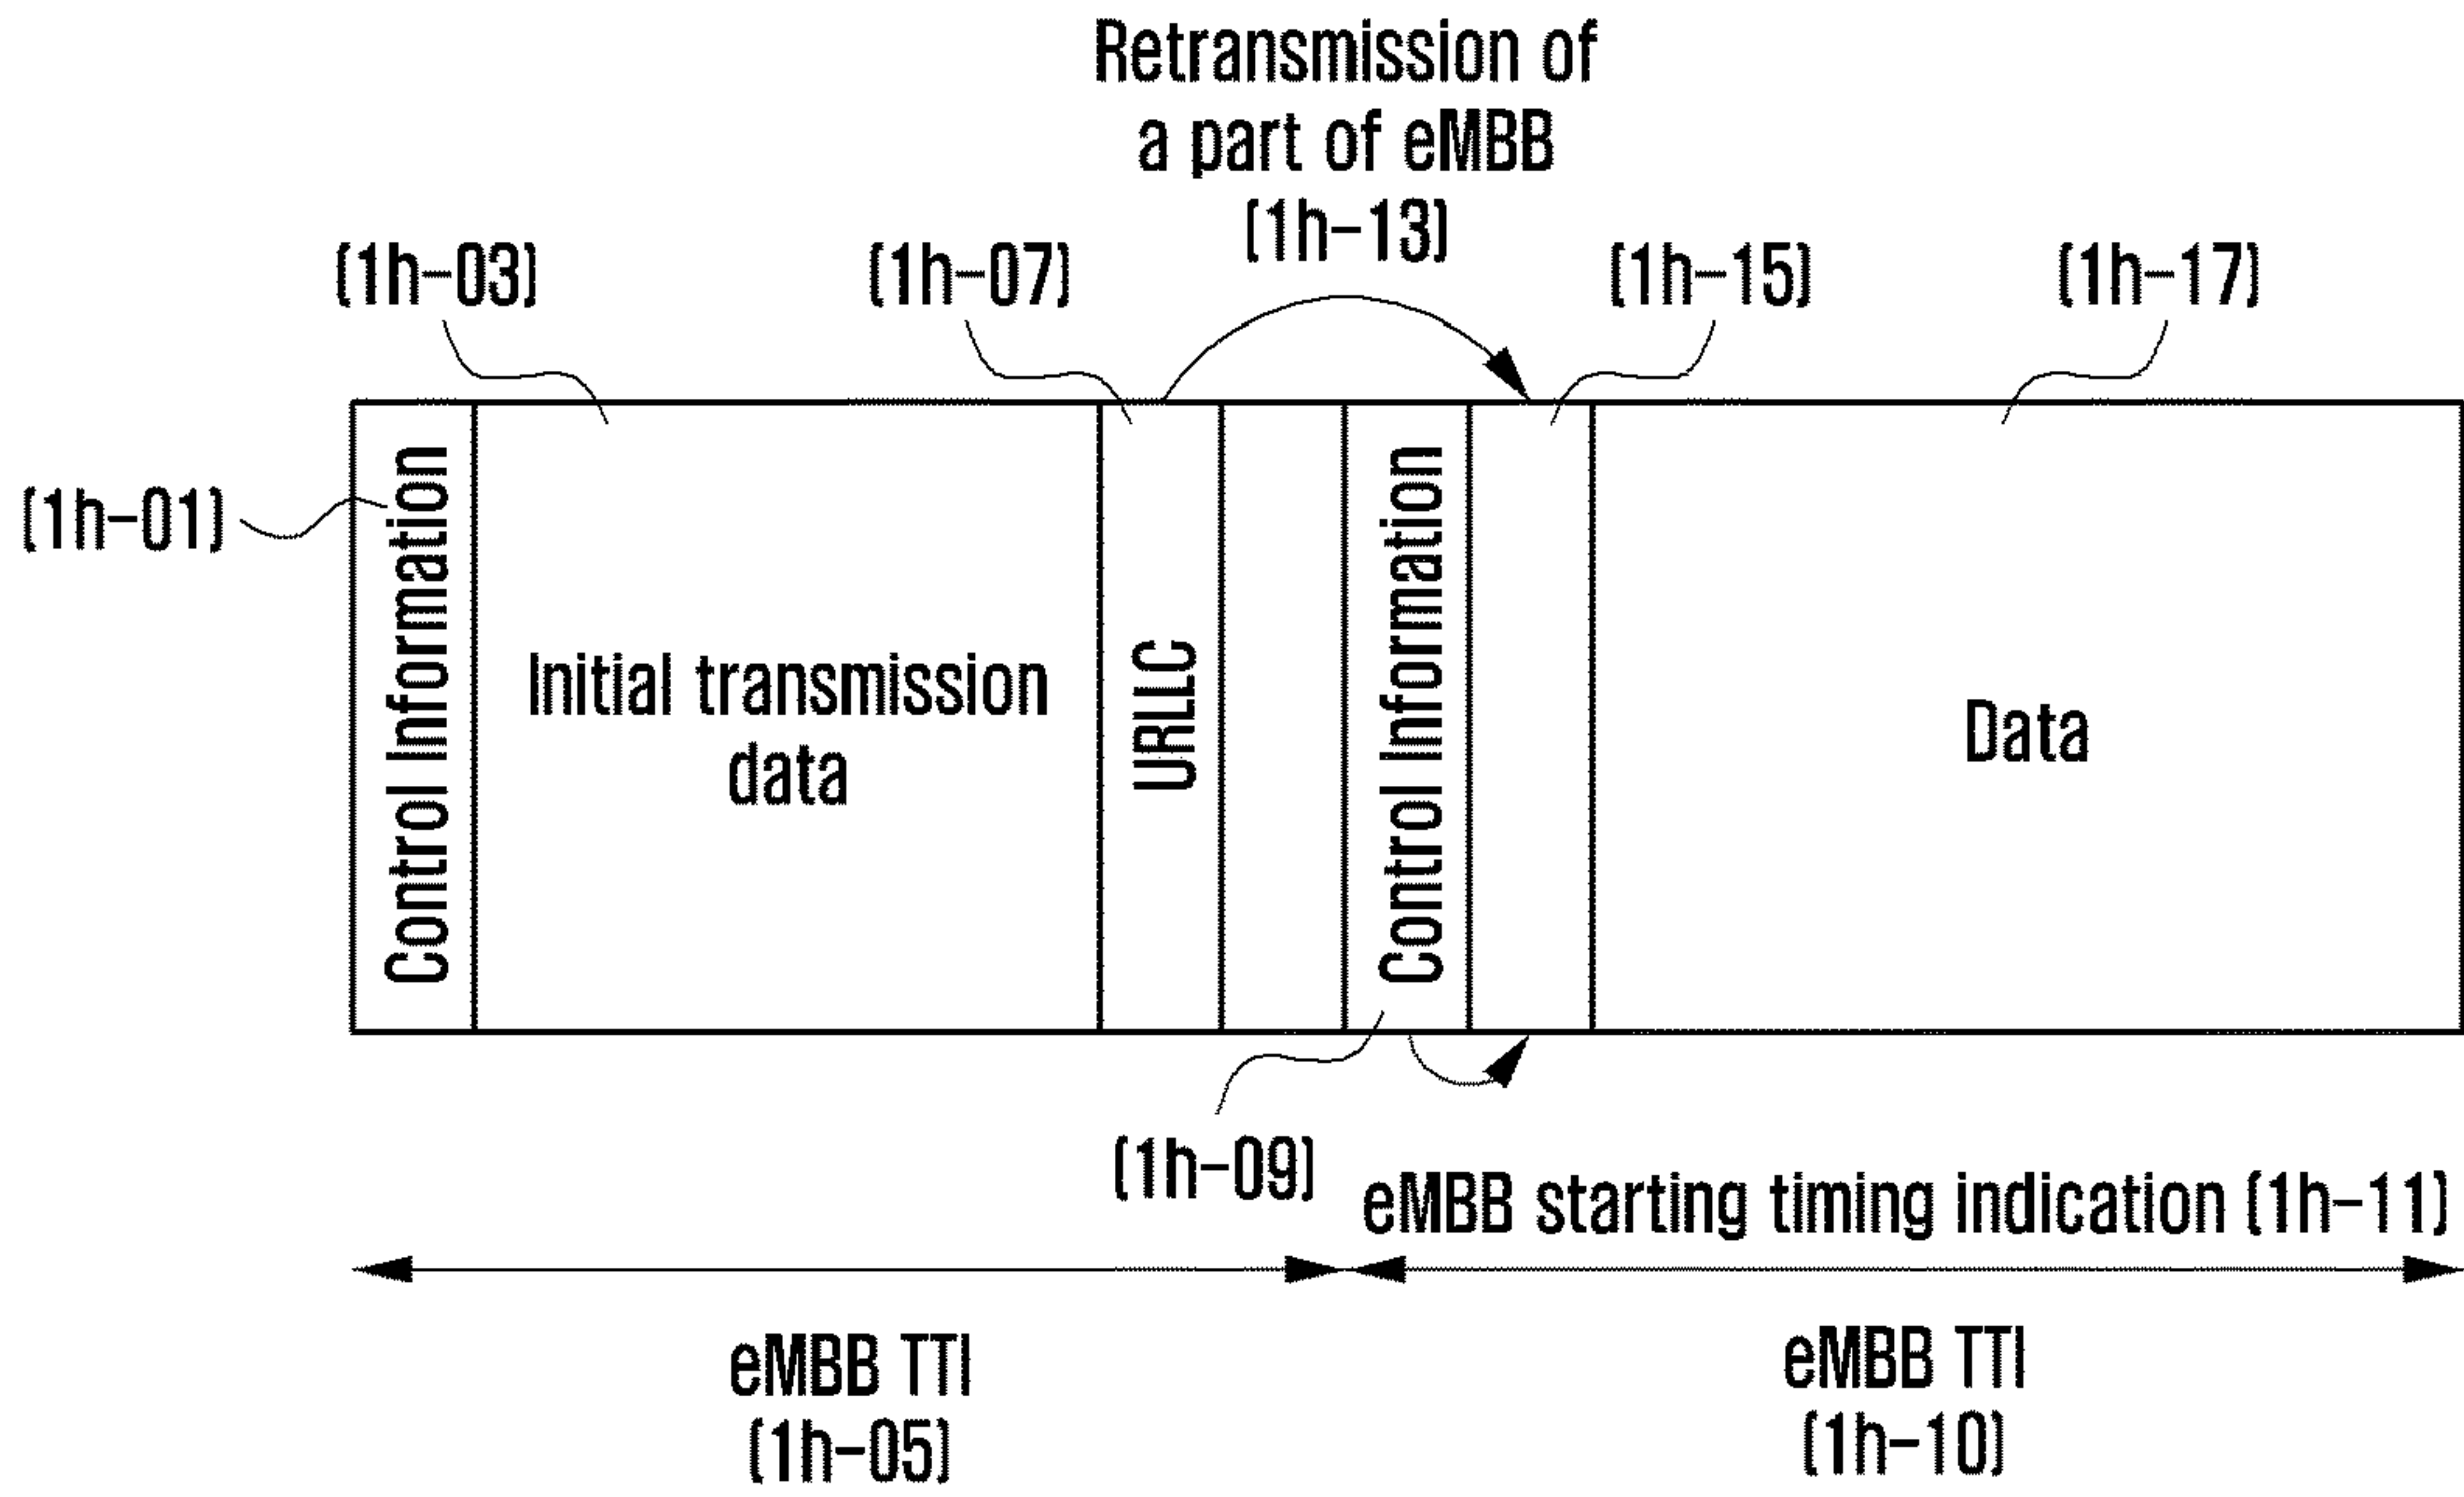 Retransmission of
a part of eMBB
(1h-13)
(1h-03)
(1h-07)
(1h-15)
(1h-17)
(1h-01)
Control Information
Initial transmission
data
URLLC
Control Information
Data
(1h-09)
eMBB starting timing indication (1h-11)
eMBB TTI
(1h-05)
eMBB TTI
(1h-10)